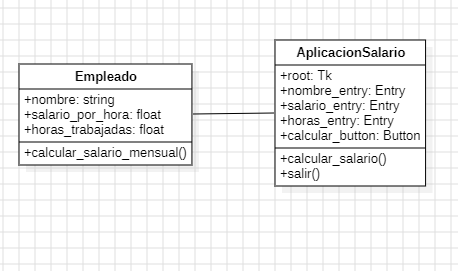 Empleado
+nombre: string
+salario_por_hora: float
+horas_trabajadas: float
+calcular_salario_mensual()
AplicacionSalario
+root: Tk
+nombre_entry: Entry
+salario_entry: Entry
+horas_entry: Entry
+calcular_button: Button
+calcular_salario()
+salir()